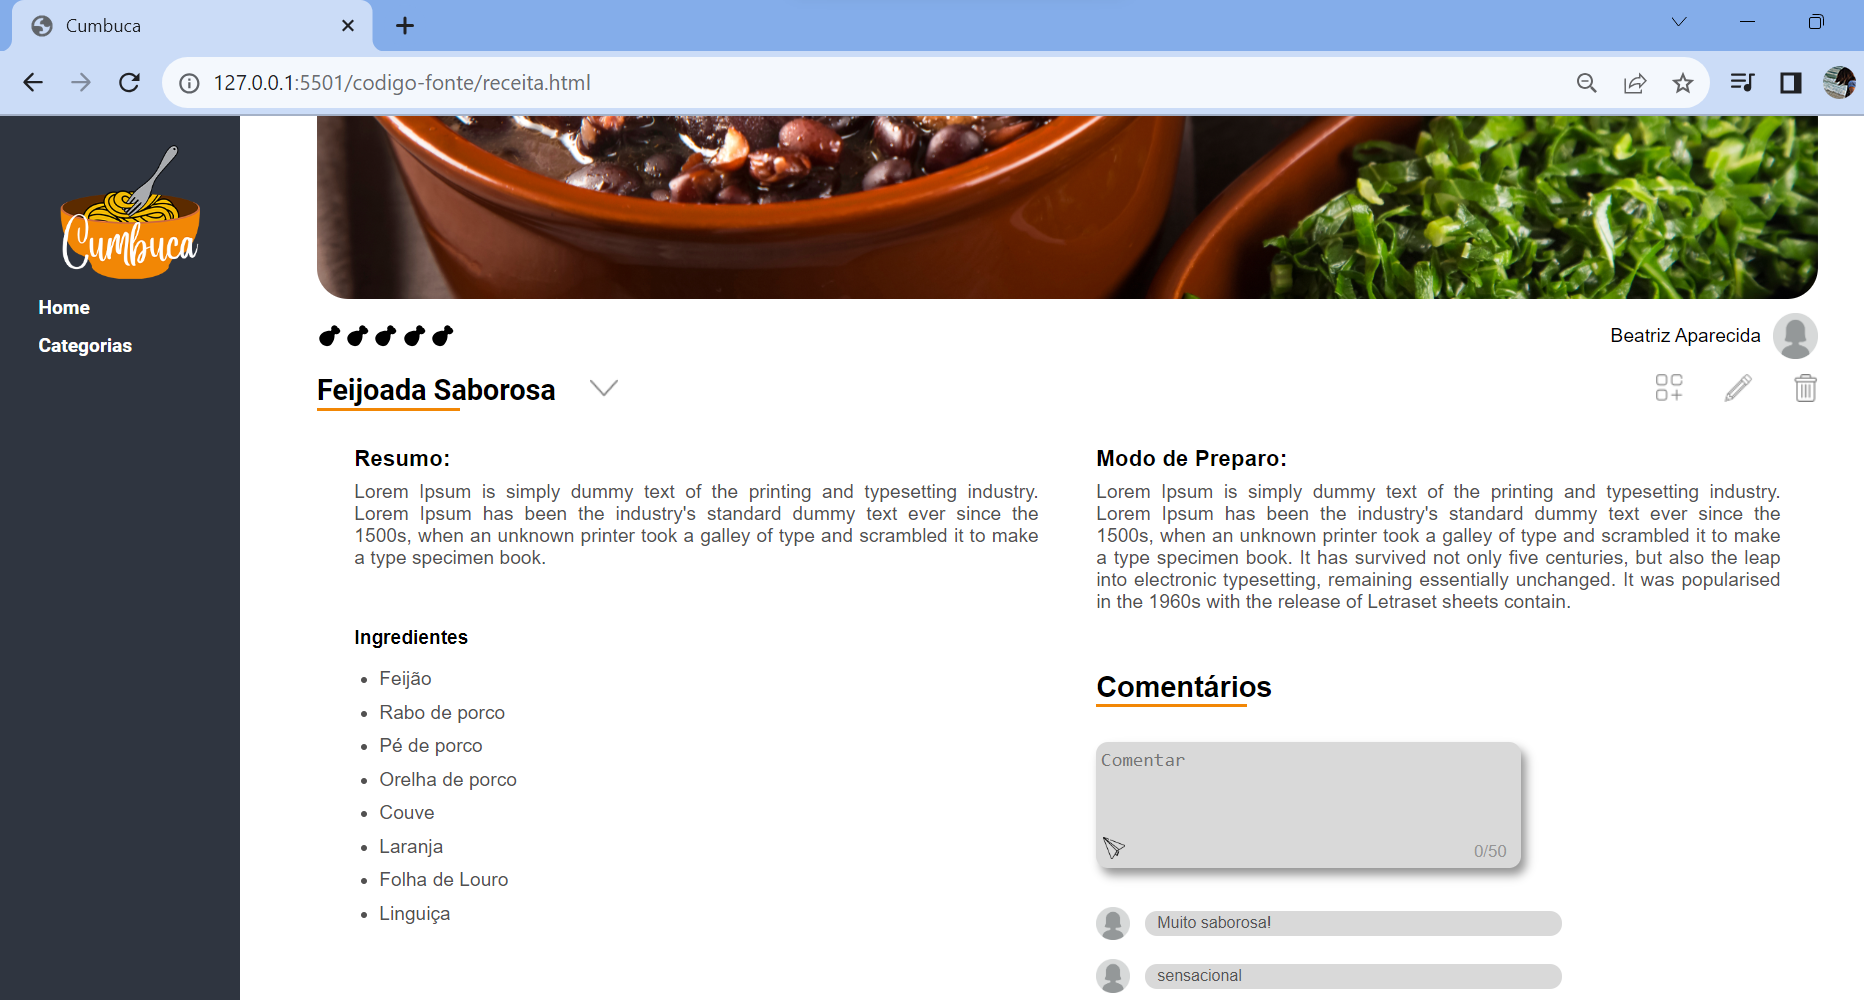 Cumbuca
127.0.0.1:5501/codigo-fonte/receita.html
Cumbuca
Home
Categorias
Beatriz Aparecida
Feijoada Saborosa
Resumo:
Lorem Ipsum is simply dummy text of the printing and typesetting industry.
Lorem Ipsum has been the industry's standard dummy text ever since the
1500s, when an unknown printer took a galley of type and scrambled it to make
a type specimen book.
Ingredientes
• Feijão
• Rabo de porco
• Pé de porco
• Orelha de porco
• Couve
• Laranja
• Folha de Louro
• Linguiça
Modo de Preparo:
Lorem Ipsum is simply dummy text of the printing and typesetting industry.
Lorem Ipsum has been the industry's standard dummy text ever since the
1500s, when an unknown printer took a galley of type and scrambled it to make
a type specimen book. It has survived not only five centuries, but also the leap
into electronic typesetting, remaining essentially unchanged. It was popularised
in the 1960s with the release of Letraset sheets contain.
Comentários
Comentar
0/50
Muito saborosa!
sensacional